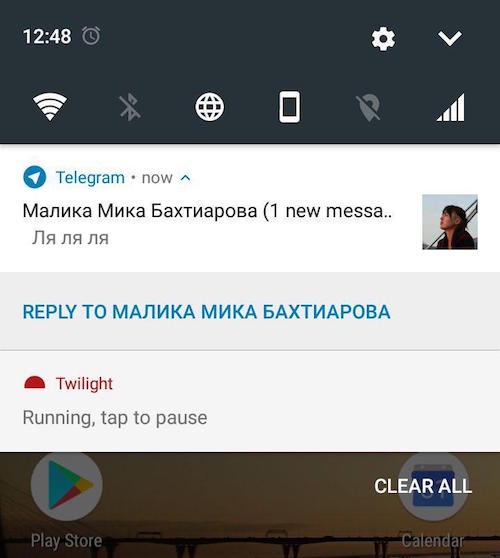 12:48
Telegram • now
Малика Мика Бахтиарова (1 new messa..
Ля ля ля
REPLY TO МАЛИКА МИКА БАХТИАРОВА
Twilight
Running, tap to pause
31
CLEAR ALL
Play Store
Calendar